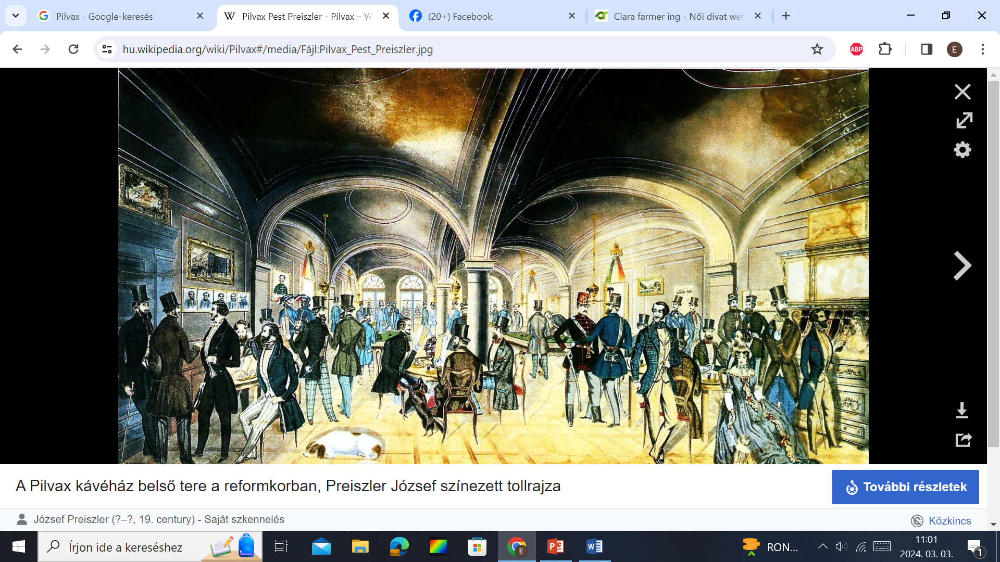 Pilvax - Google-keresés
Pilvax Pest Preiszler - Pilvax – W
(20+) Facebook
Clara farmer ing - Női divat web
hu.wikipedia.org/wiki/Pilvax#/media/Fájl:Pilvax_Pest_Preiszler.jpg
ABP
E
A Pilvax kávéház belső tere a reformkorban, Preiszler József színezett tollrajza
További részletek
József Preiszler (?–?, 19. century) - Saját szkennelés
Közkincs
Írjon ide a kereséshez
E
RON...
11:01
2024. 03. 03.
1